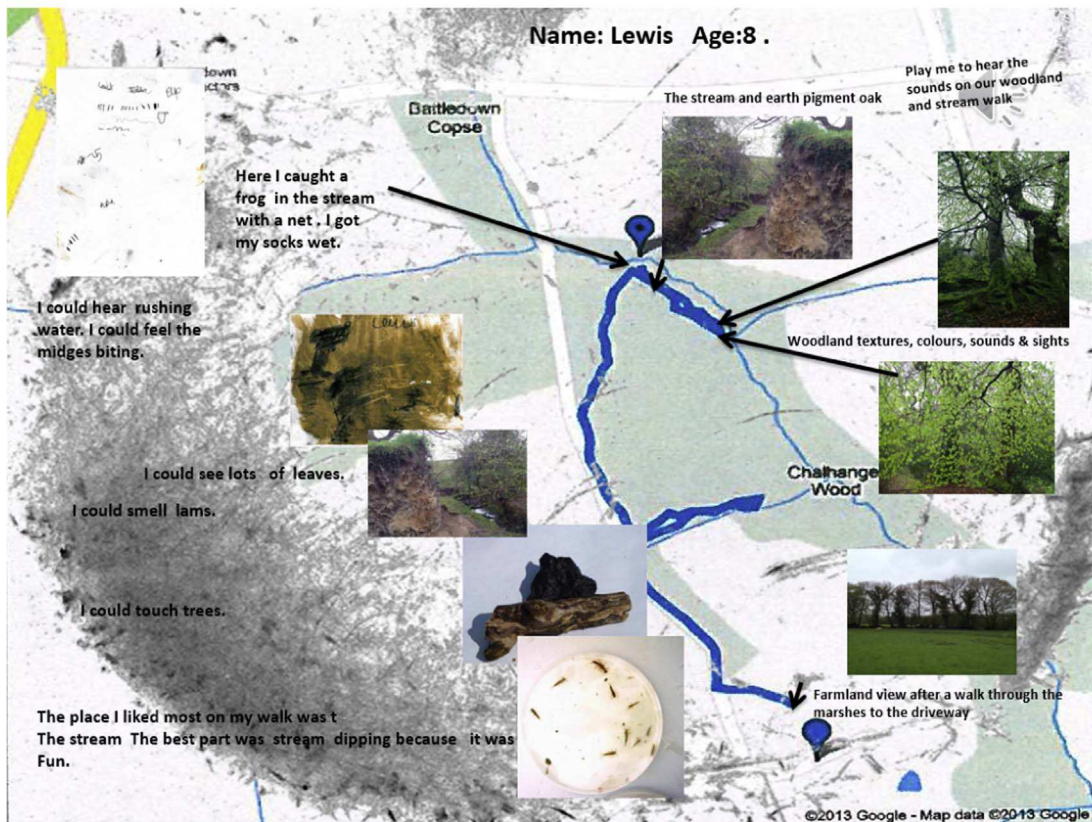 Name: Lewis   Age:8 .
Play me to hear the
sounds on our woodland
and stream walk
The stream and earth pigment oak
Battledown
Copse
Here I caught a
frog in the stream
with a net . I got
my socks wet.
I could hear rushing
water. I could feel the
midges biting.
Woodland textures, colours, sounds & sights
Lewis
I could see lots of leaves.
Chalhange
Wood
I could smell lams.
I could touch trees.
Farmland view after a walk through the
marshes to the driveway
The place I liked most on my walk was t
The stream The best part was stream dipping because it was
Fun.
©2013 Google - Map data ©2013 Google